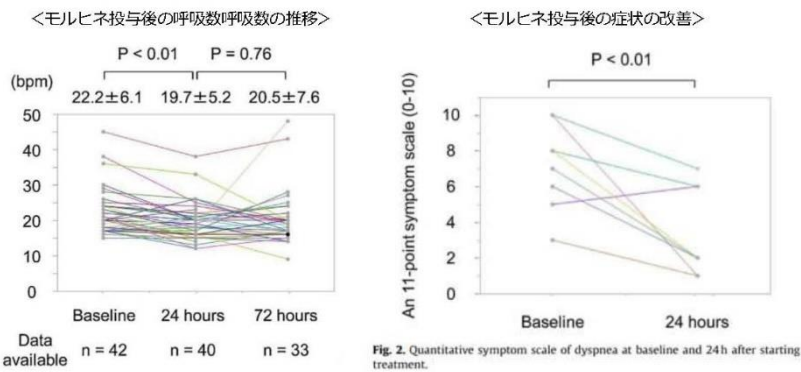 <モルヒネ投与後の呼吸数呼吸数の推移>
P < 0.01 P = 0.76
(bpm)
22.2±6.1 19.7±5.2 20.5±7.6
50
40
30
20
10
0
Baseline 24 hours 72 hours
Data available n = 42 n = 40 n = 33
<モルヒネ投与後の症状の改善>
P < 0.01
An 11-point symptom scale (0-10)
10
8
6
4
2
0
Baseline 24 hours
Fig. 2. Quantitative symptom scale of dyspnea at baseline and 24 h after starting
treatment.